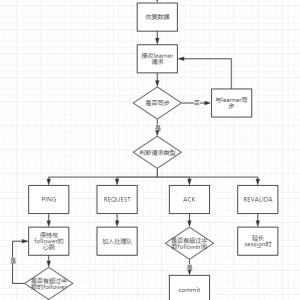 恢复数据
接收learner
请求
是否同步
否
与learner同
步
是
判断请求类型
PING
REQUEST
ACK
REVALIDA
保持与
follower的
心跳
加入处理队
是否有超过半
数follower同
延长
session时
是
是
是否有超过半
数的follower
commit